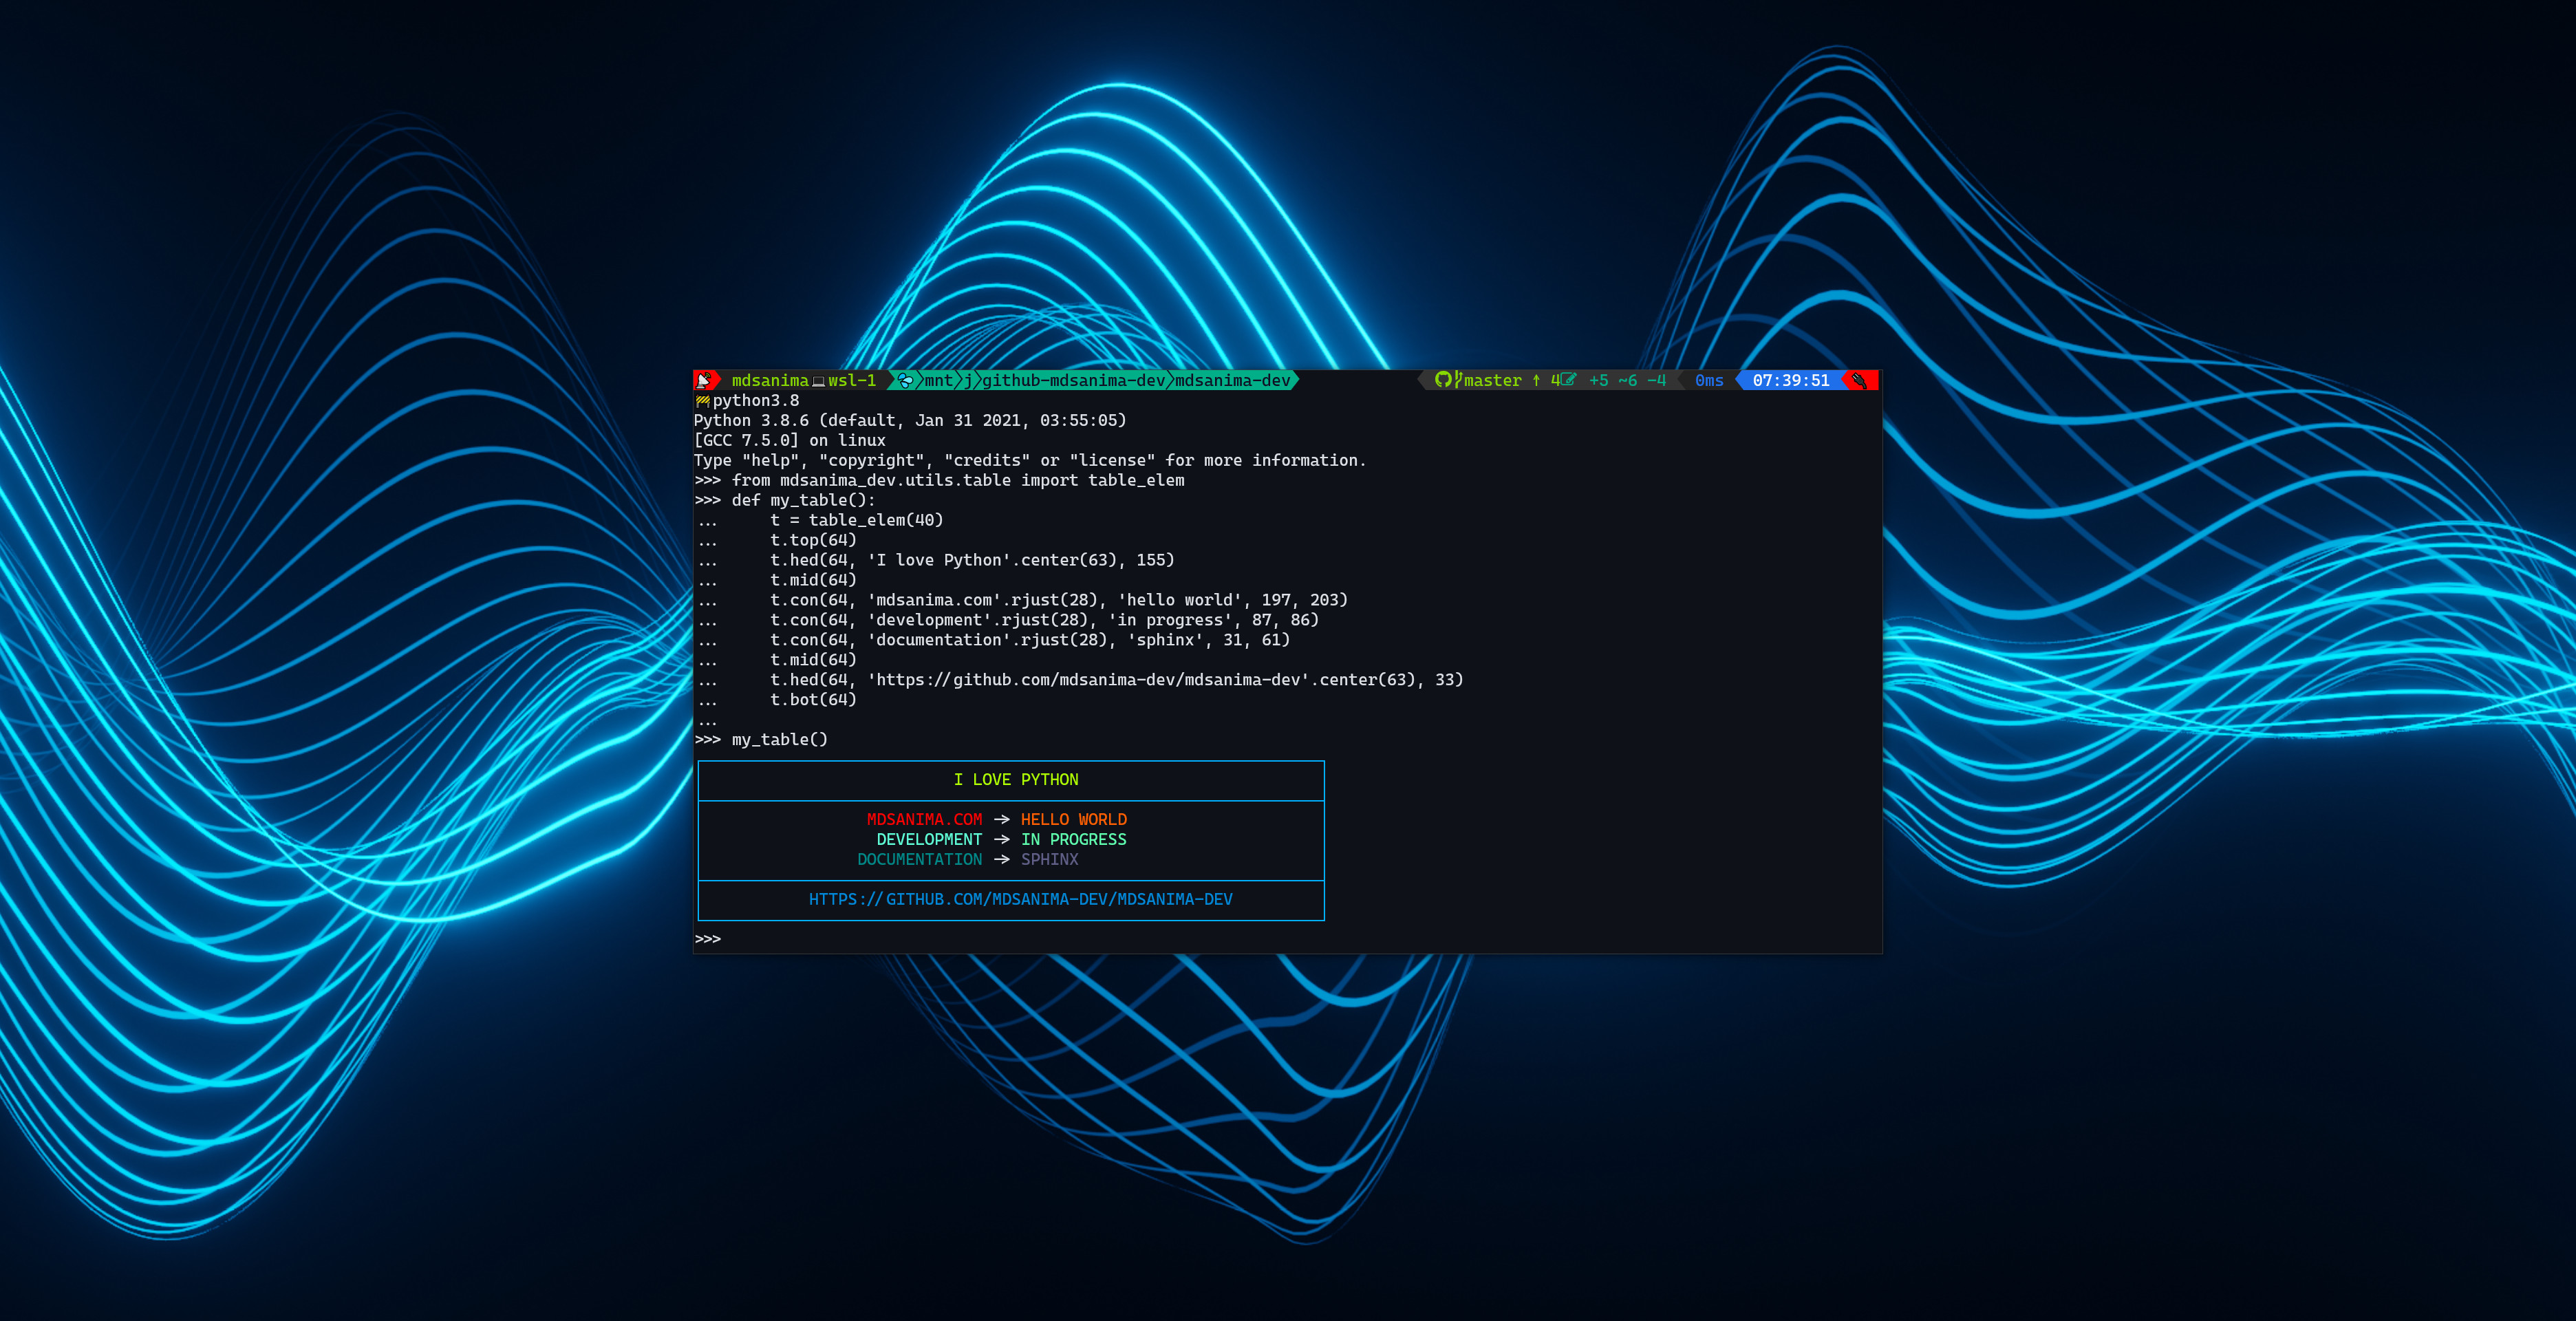 mdsanima wsl-1 mnt j github-mdsanima-dev mdsanima-dev master ↑ 4 +5 ~6 -4 0ms 07:39:51
python3.8
Python 3.8.6 (default, Jan 31 2021, 03:55:05)
[GCC 7.5.0] on linux
Type "help", "copyright", "credits" or "license" for more information.
>>> from mdsanima_dev.utils.table import table_elem
>>> def my_table():
...     t = table_elem(40)
...     t.top(64)
...     t.hed(64, 'I love Python'.center(63), 155)
...     t.mid(64)
...     t.con(64, 'mdsanima.com'.rjust(28), 'hello world', 197, 203)
...     t.con(64, 'development'.rjust(28), 'in progress', 87, 86)
...     t.con(64, 'documentation'.rjust(28), 'sphinx', 31, 61)
...     t.mid(64)
...     t.hed(64, 'https://github.com/mdsanima-dev/mdsanima-dev'.center(63), 33)
...     t.bot(64)
...
>>> my_table()
I LOVE PYTHON
MDSANIMA.COM -> HELLO WORLD
DEVELOPMENT -> IN PROGRESS
DOCUMENTATION -> SPHINX
HTTPS://GITHUB.COM/MDSANIMA-DEV/MDSANIMA-DEV
>>>